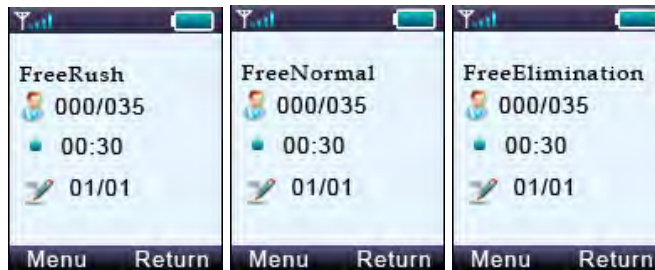 FreeRush
000/035
00:30
01/01
Menu Return
FreeNormal
000/035
00:30
01/01
Menu Return
FreeElimination
000/035
00:30
01/01
Menu Return